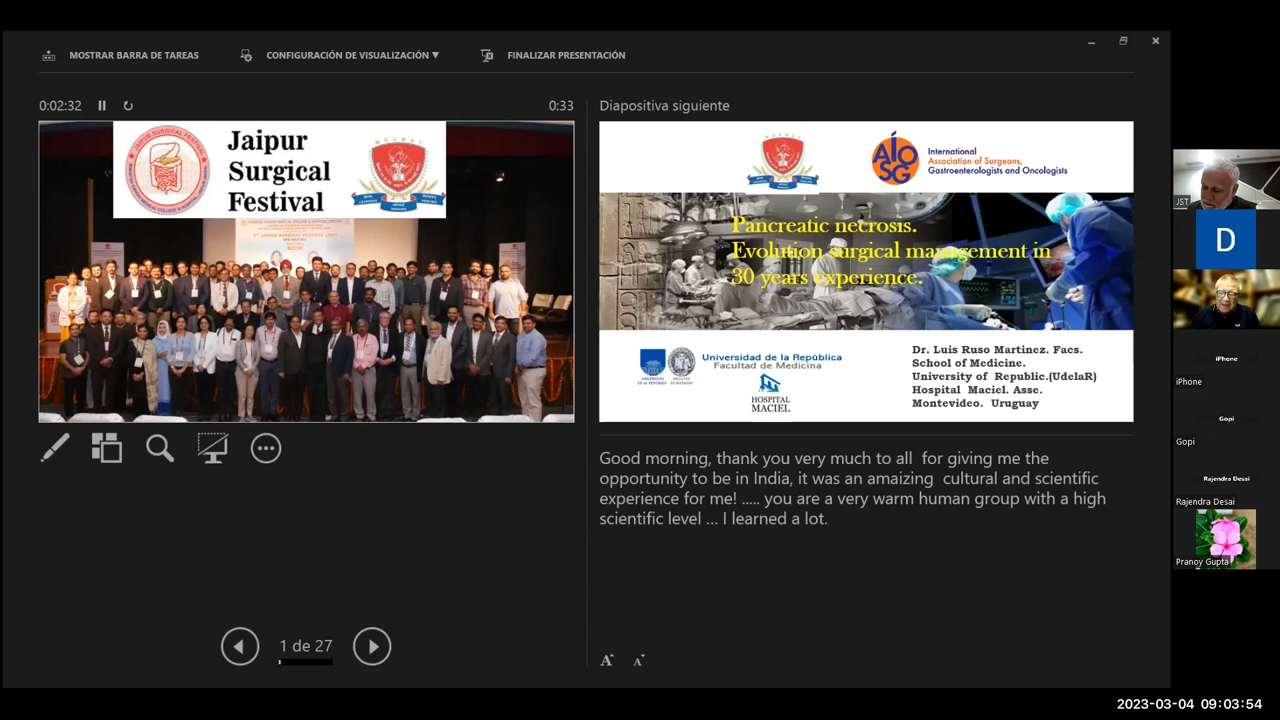 MOSTRAR BARRA DE TAREAS
CONFIGURACIÓN DE VISUALIZACIÓN ▼
FINALIZAR PRESENTACIÓN
0:02:32
0:33
Jaipur
Surgical
Festival
Diapositiva siguiente
AIO
SG
International
Association of Surgeons,
Gastroenterologists and Oncologists
Pancreatic necrosis.
Evolution surgical management in
30 years experience.
Universidad de la República
Facultad de Medicina
HOSPITAL
MACIEL
Dr. Luis Ruso Martinez. Facs.
School of Medicine.
University of Republic.(UdelaR)
Hospital Maciel. Asse.
Montevideo. Uruguay
Good morning, thank you very much to all for giving me the
opportunity to be in India, it was an amaizing cultural and scientific
experience for me! ..... you are a very warm human group with a high
scientific level ... I learned a lot.
1 de 27
A A
JST
D
iPhone
iPhone
Gopi
Gopi
Rajendra Desai
Rajendra Desai
Pranoy Gupta
2023-03-04 09:03:54